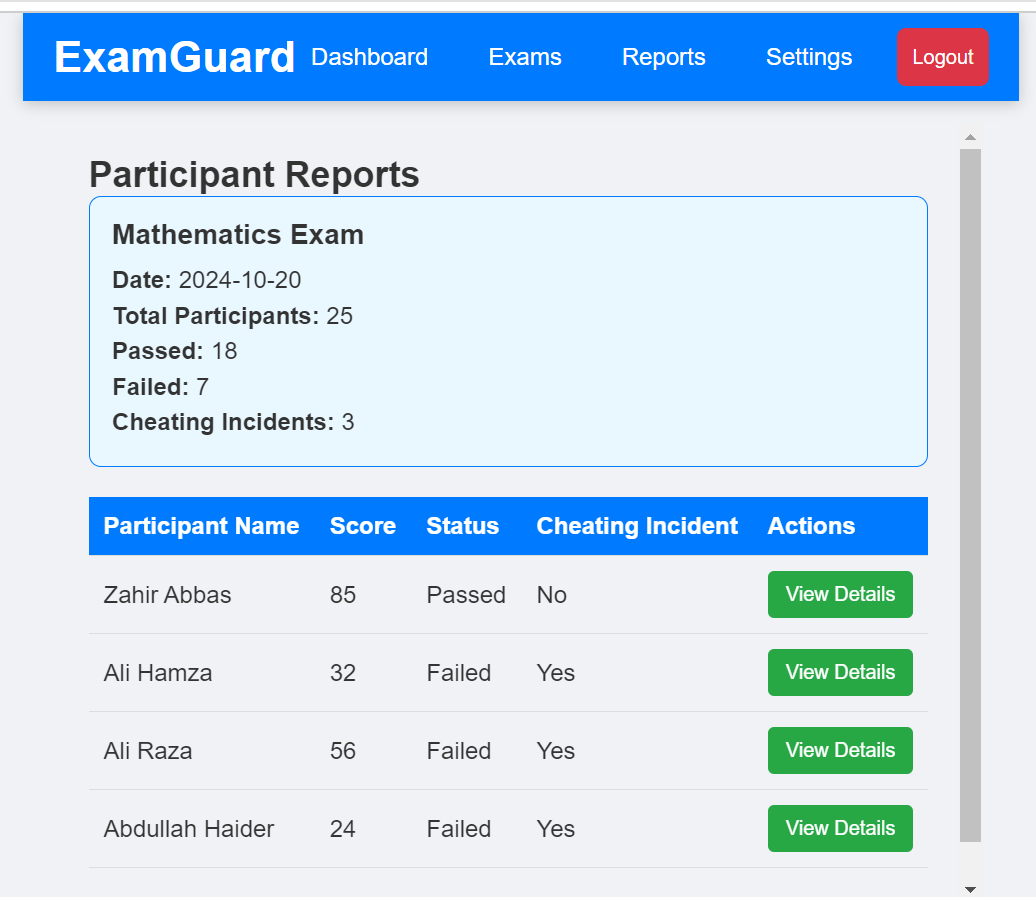 ExamGuard Dashboard Exams Reports Settings Logout
Participant Reports
Mathematics Exam
Date: 2024-10-20
Total Participants: 25
Passed: 18
Failed: 7
Cheating Incidents: 3
Participant Name Score Status Cheating Incident Actions
Zahir Abbas 85 Passed No View Details
Ali Hamza 32 Failed Yes View Details
Ali Raza 56 Failed Yes View Details
Abdullah Haider 24 Failed Yes View Details